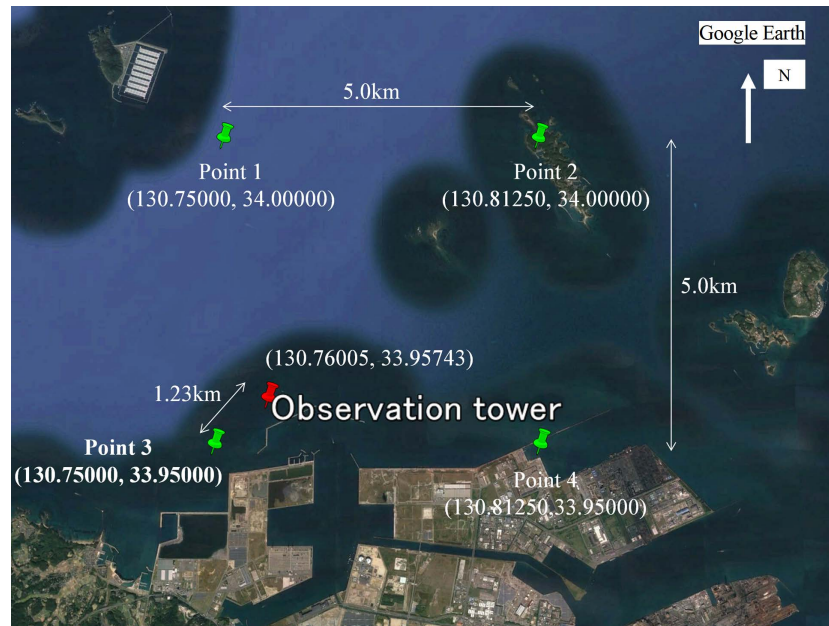 Google Earth
N
5.0km
Point 1
(130.75000, 34.00000)
Point 2
(130.81250, 34.00000)
5.0km
(130.76005, 33.95743)
1.23km
Observation tower
Point 3
(130.75000, 33.95000)
Point 4
(130.81250,33.95000)